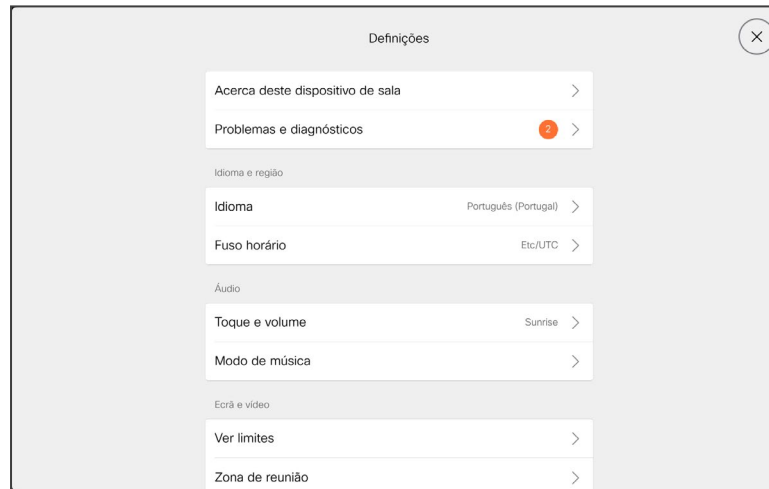 Definições
Acerca deste dispositivo de sala
Problemas e diagnósticos 2
Idioma e região
Idioma Português (Portugal)
Fuso horário Etc/UTC
Áudio
Toque e volume Sunrise
Modo de música
Ecrã e vídeo
Ver limites
Zona de reunião